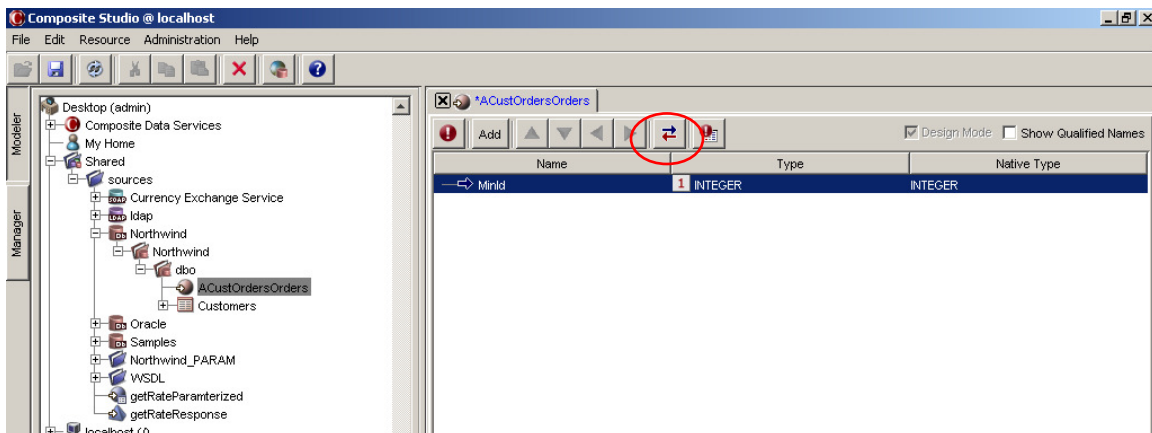 Composite Studio @ localhost
File Edit Resource Administration Help
Modeler
Manager
Desktop (admin)
Composite Data Services
My Home
Shared
sources
Currency Exchange Service
ldap
Northwind
Northwind
dbo
ACustOrdersOrders
Customers
Oracle
Samples
Northwind_PARAM
WSDL
getRateParamterized
getRateResponse
localhost (/)
*ACustOrdersOrders
Add Design Mode Show Qualified Names
Name Type Native Type
MinId 1 INTEGER INTEGER